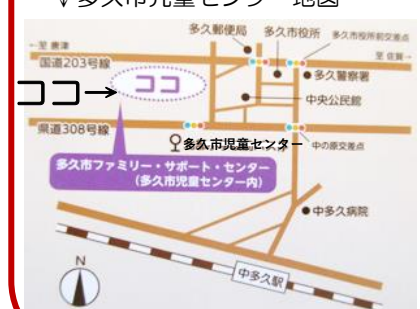 多久市児童センター 地図
多久郵便局
多久市役所
多久市役所前交差点
←至 唐津
至 佐賀→
国道203号線
多久警察署
ココ→
ココ
中央公民館
県道308号線
多久市児童センター
中の原交差点
多久市ファミリー・サポート・センター
（多久市児童センター内）
中多久病院
N
中多久駅